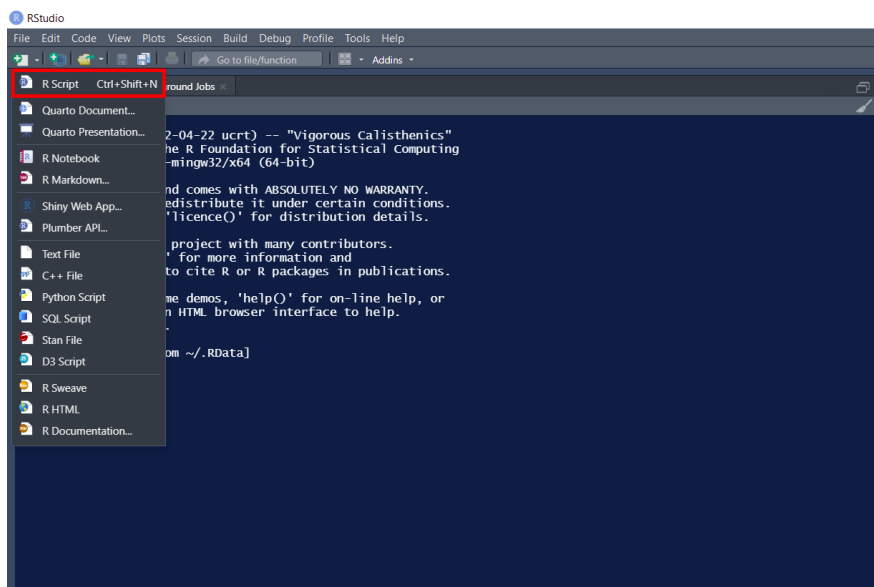 RStudio
File Edit Code View Plots Session Build Debug Profile Tools Help
Go to file/function Addins
R Script Ctrl+Shift+N
round Jobs
Quarto Document...
Quarto Presentation...
R Notebook
R Markdown...
Shiny Web App...
Plumber API...
Text File
C++ File
Python Script
SQL Script
Stan File
D3 Script
R Sweave
R HTML
R Documentation...
2-04-22 ucrt) -- "Vigorous Calisthenics"
he R Foundation for Statistical Computing
-mingw32/x64 (64-bit)
nd comes with ABSOLUTELY NO WARRANTY.
edistribute it under certain conditions.
'licence()' for distribution details.
project with many contributors.
' for more information and
to cite R or R packages in publications.
me demos, 'help()' for on-line help, or
n HTML browser interface to help.
.
om ~/.RData]